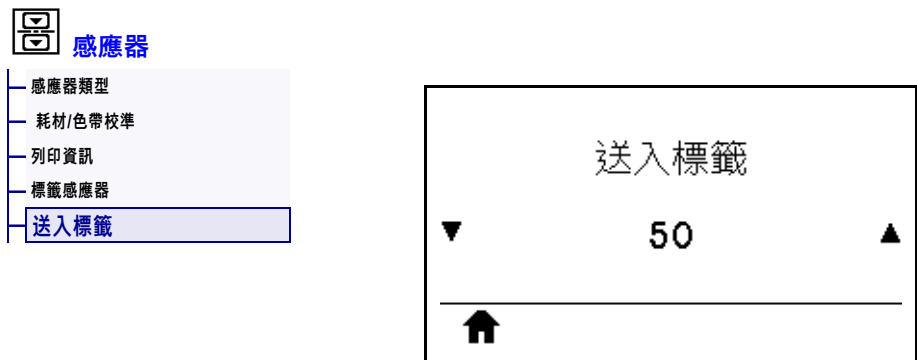 感應器
感應器類型
耗材/色帶校準
列印資訊
標籤感應器
送入標籤
送入標籤
▼ 50 ▲